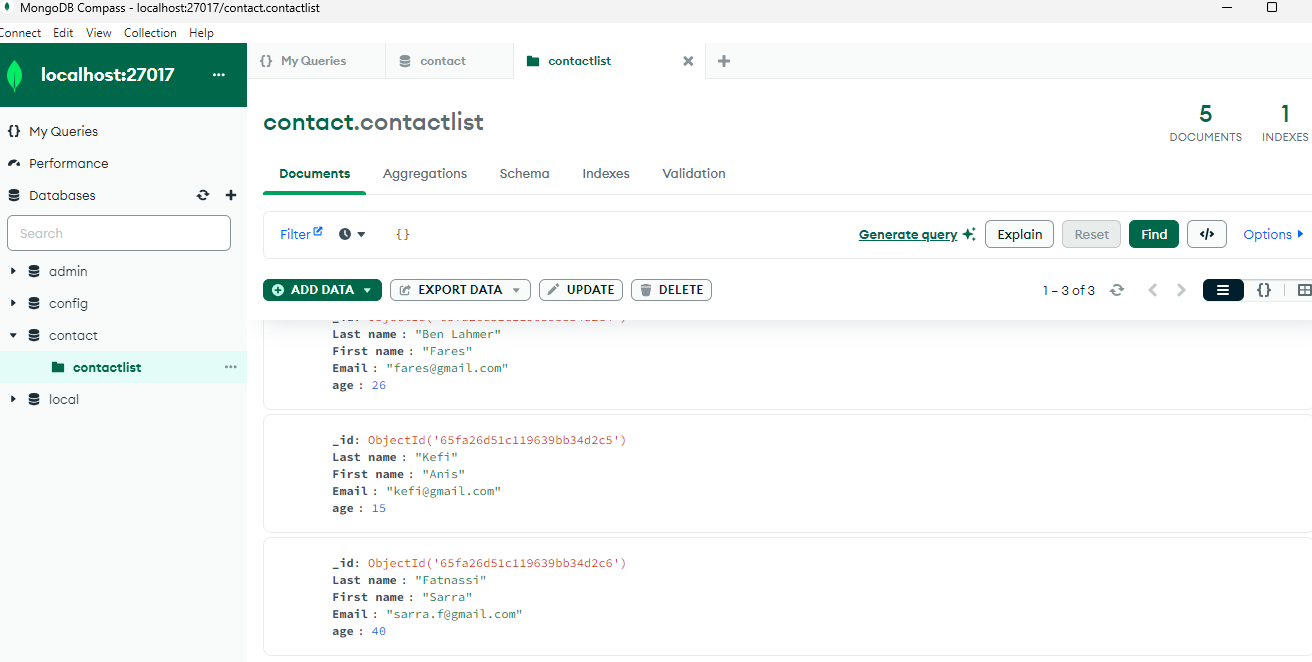 MongoDB Compass - localhost:27017/contact.contactlist
Connect Edit View Collection Help
localhost:27017 ...
{} My Queries
contact
contactlist
My Queries
Performance
Databases
Search
admin
config
contact
contactlist ...
local
contact.contactlist
5
DOCUMENTS
1
INDEXES
Documents Aggregations Schema Indexes Validation
Filter {} Generate query Explain Reset Find </> Options
ADD DATA EXPORT DATA UPDATE DELETE 1 – 3 of 3 {}
Last name : "Ben Lahmer"
First name : "Fares"
Email : "fares@gmail.com"
age : 26
_id: ObjectId('65fa26d51c119639bb34d2c5')
Last name : "Kefi"
First name : "Anis"
Email : "kefi@gmail.com"
age : 15
_id: ObjectId('65fa26d51c119639bb34d2c6')
Last name : "Fatnassi"
First name : "Sarra"
Email : "sarra.f@gmail.com"
age : 40